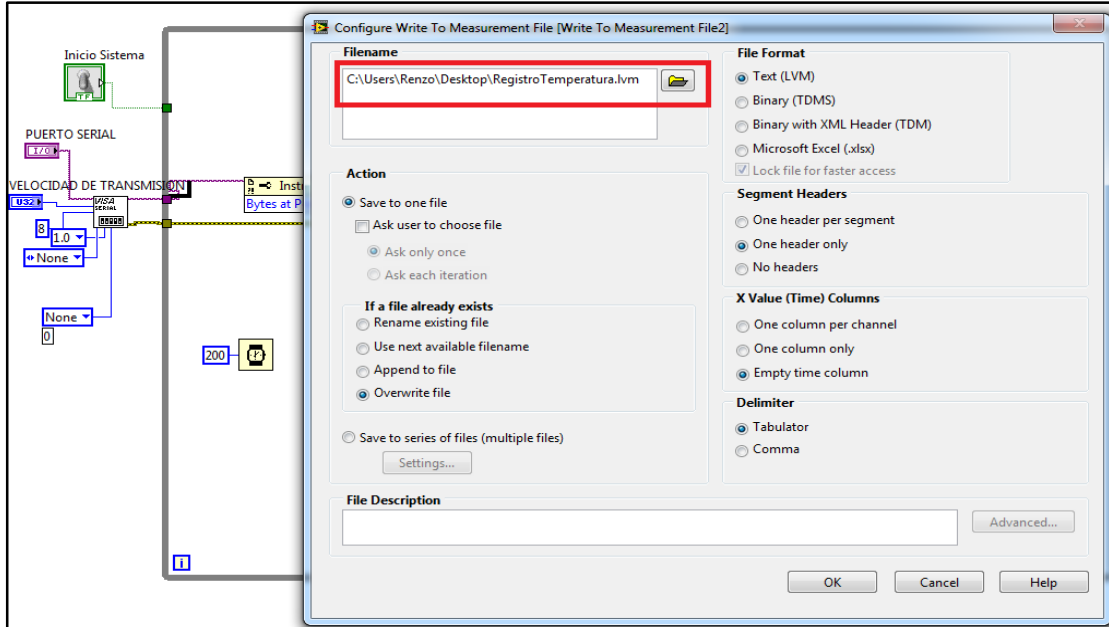 Inicio Sistema
TF
PUERTO SERIAL
I/O
VELOCIDAD DE TRANSMISION
U32
VISA
SERIAL
8
1.0
None
None
0
Instr
Bytes at P
200
i
Configure Write To Measurement File [Write To Measurement File2]
Filename
C:\Users\Renzo\Desktop\RegistroTemperatura.lvm
Action
Save to one file
Ask user to choose file
Ask only once
Ask each iteration
If a file already exists
Rename existing file
Use next available filename
Append to file
Overwrite file
Save to series of files (multiple files)
Settings...
File Format
Text (LVM)
Binary (TDMS)
Binary with XML Header (TDM)
Microsoft Excel (.xlsx)
Lock file for faster access
Segment Headers
One header per segment
One header only
No headers
X Value (Time) Columns
One column per channel
One column only
Empty time column
Delimiter
Tabulator
Comma
File Description
Advanced...
OK Cancel Help